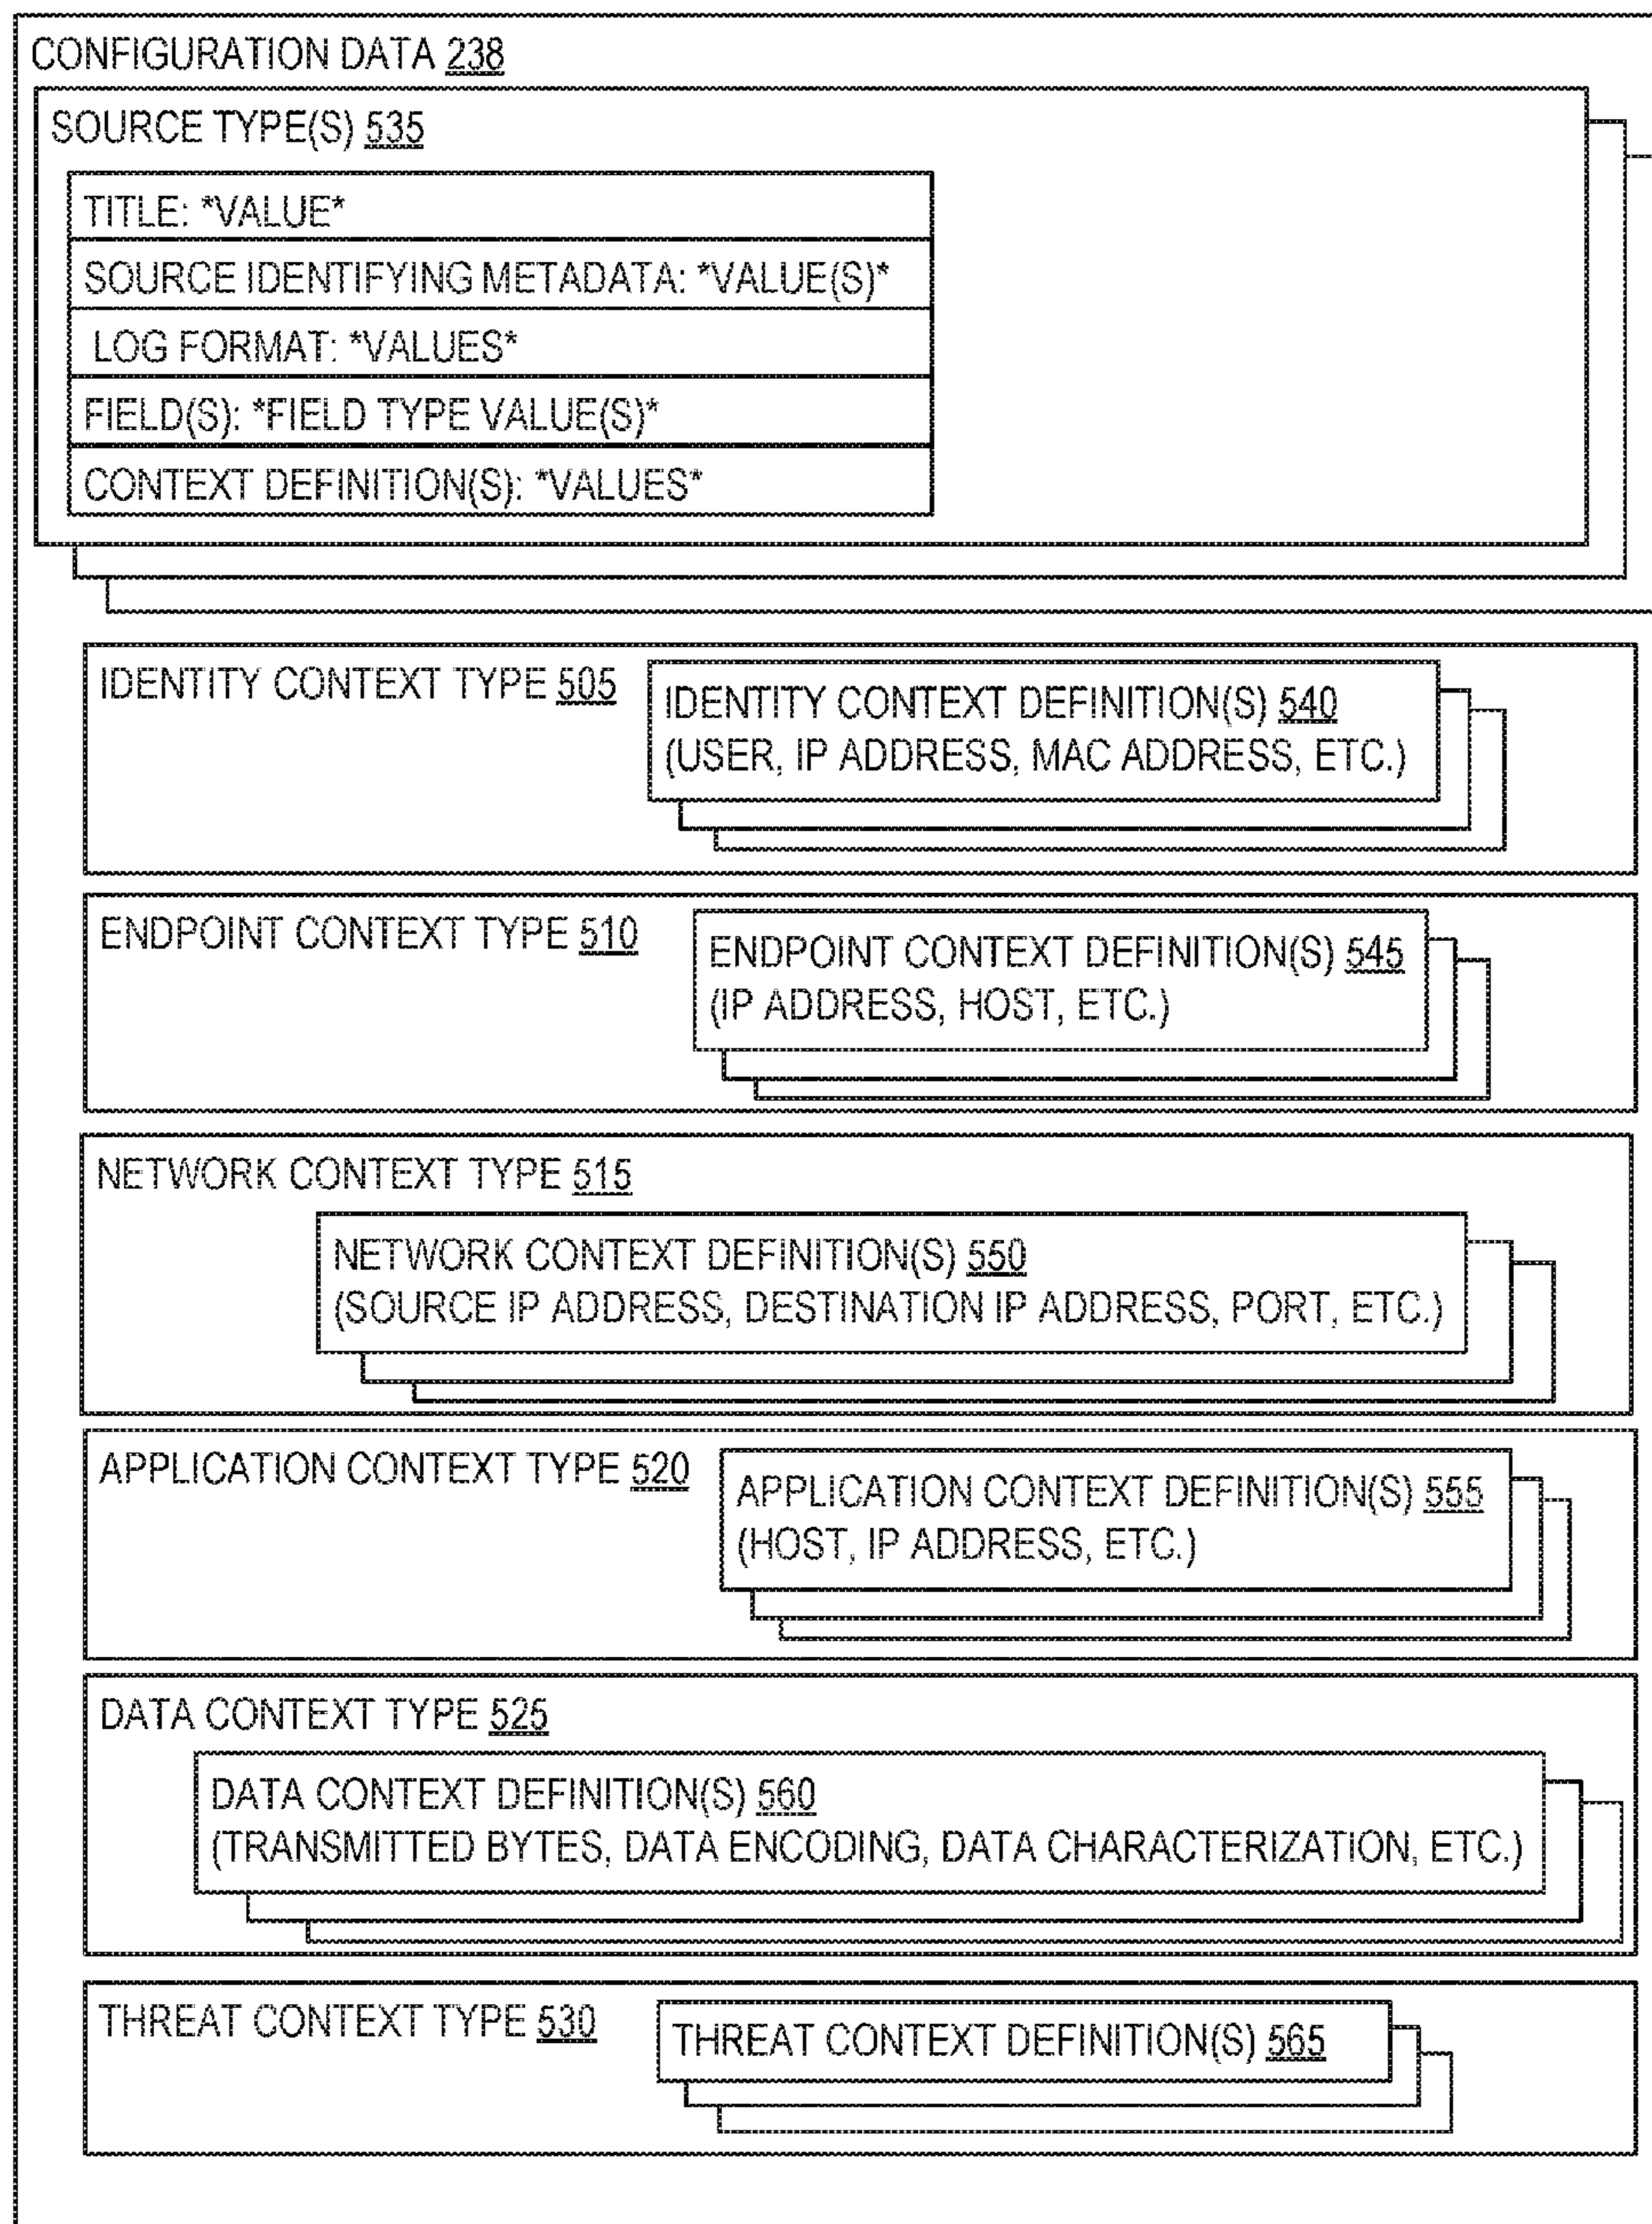 CONFIGURATION DATA 238
SOURCE TYPE(S) 535
TITLE: *VALUE*
SOURCE IDENTIFYING METADATA: *VALUE(S)*
LOG FORMAT: *VALUES*
FIELD(S): *FIELD TYPE VALUE(S)*
CONTEXT DEFINITION(S): *VALUES*
IDENTITY CONTEXT TYPE 505
IDENTITY CONTEXT DEFINITION(S) 540
(USER, IP ADDRESS, MAC ADDRESS, ETC.)
ENDPOINT CONTEXT TYPE 510
ENDPOINT CONTEXT DEFINITION(S) 545
(IP ADDRESS, HOST, ETC.)
NETWORK CONTEXT TYPE 515
NETWORK CONTEXT DEFINITION(S) 550
(SOURCE IP ADDRESS, DESTINATION IP ADDRESS, PORT, ETC.)
APPLICATION CONTEXT TYPE 520
APPLICATION CONTEXT DEFINITION(S) 555
(HOST, IP ADDRESS, ETC.)
DATA CONTEXT TYPE 525
DATA CONTEXT DEFINITION(S) 560
(TRANSMITTED BYTES, DATA ENCODING, DATA CHARACTERIZATION, ETC.)
THREAT CONTEXT TYPE 530
THREAT CONTEXT DEFINITION(S) 565